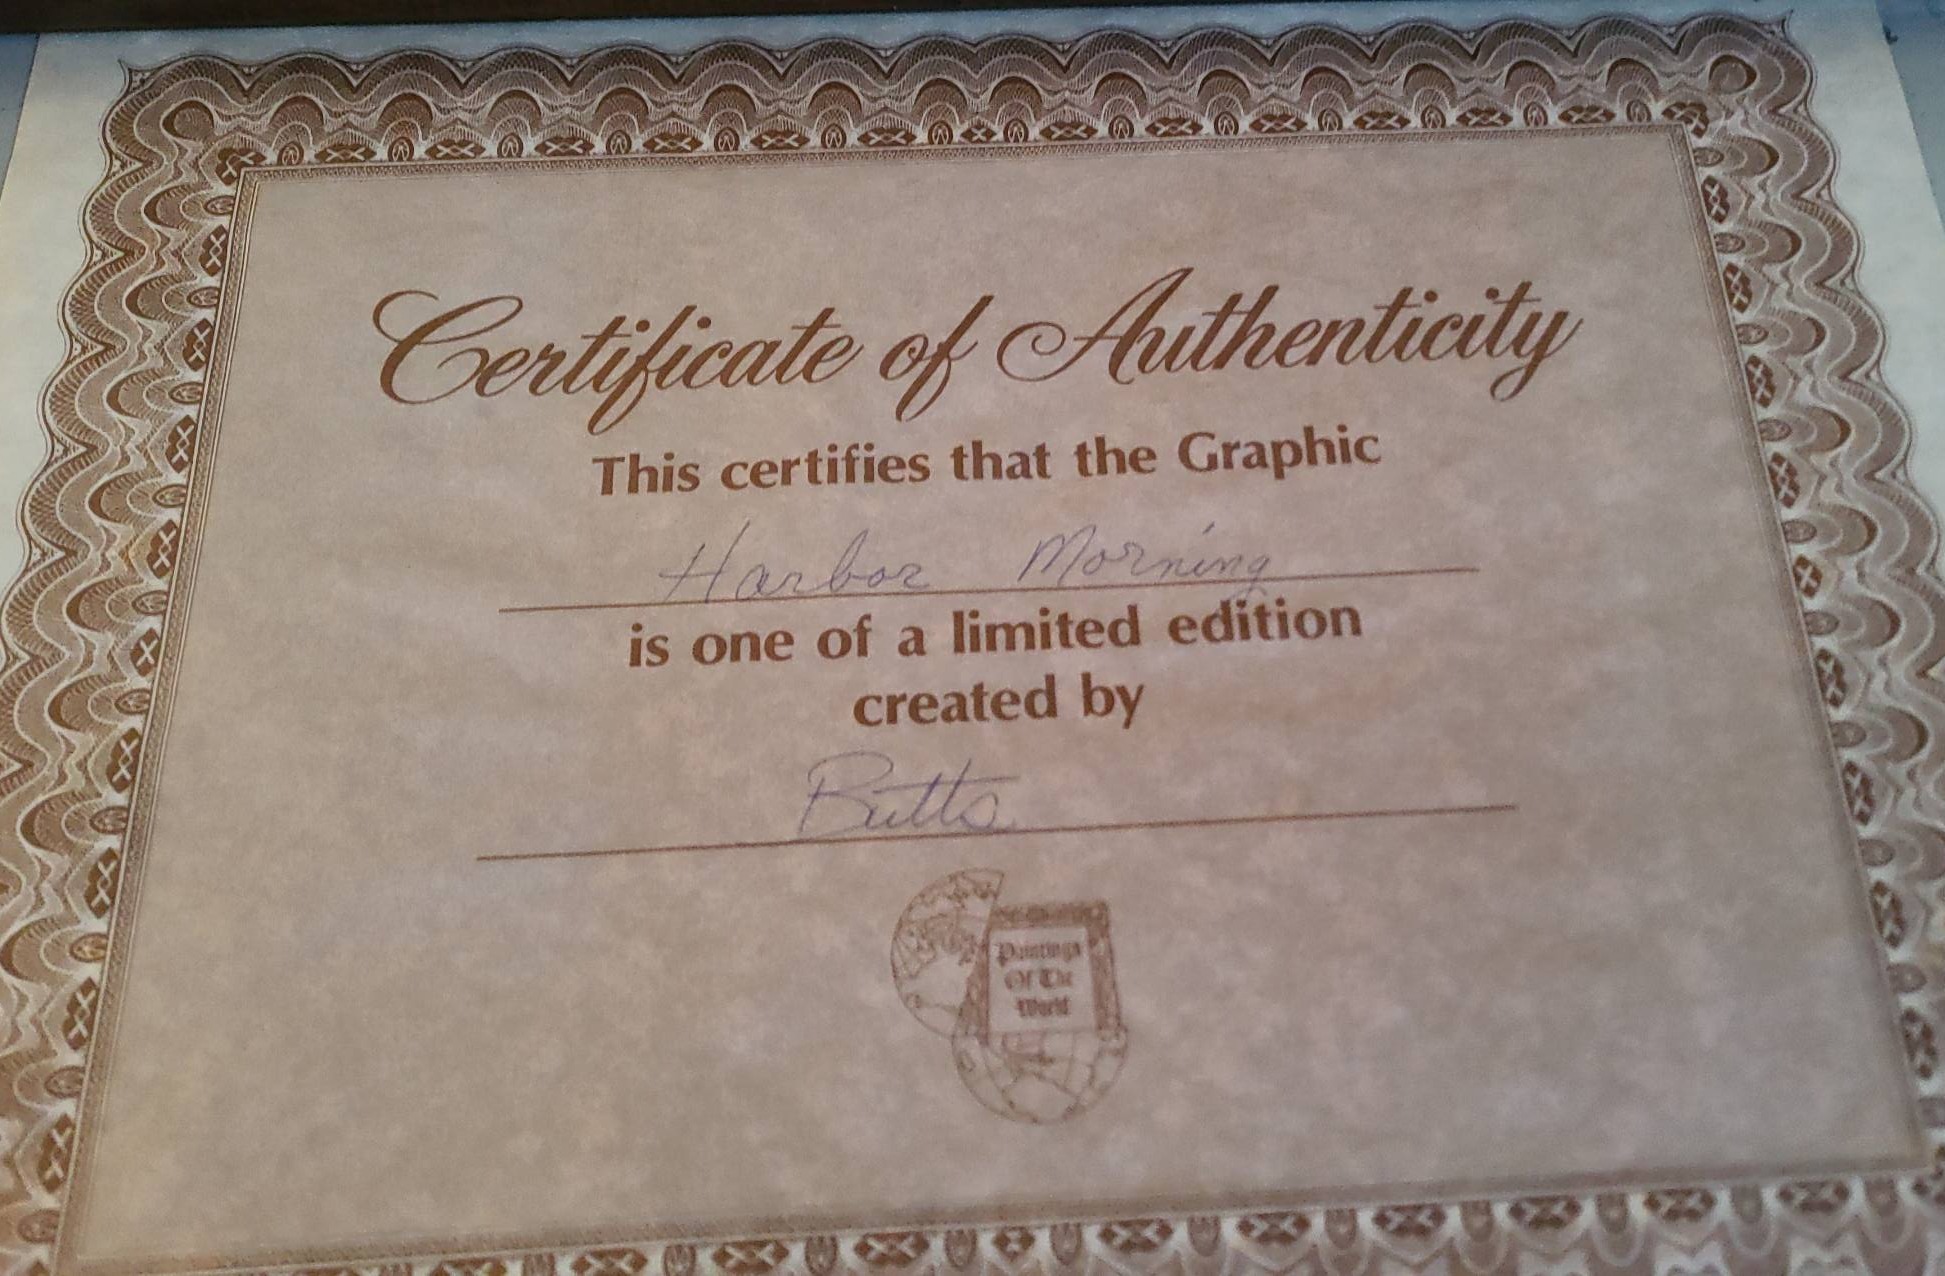 Certificate of Authenticity
This certifies that the Graphic
Harbor Morning
is one of a limited edition
created by
Butts
Paintings
Of The
World